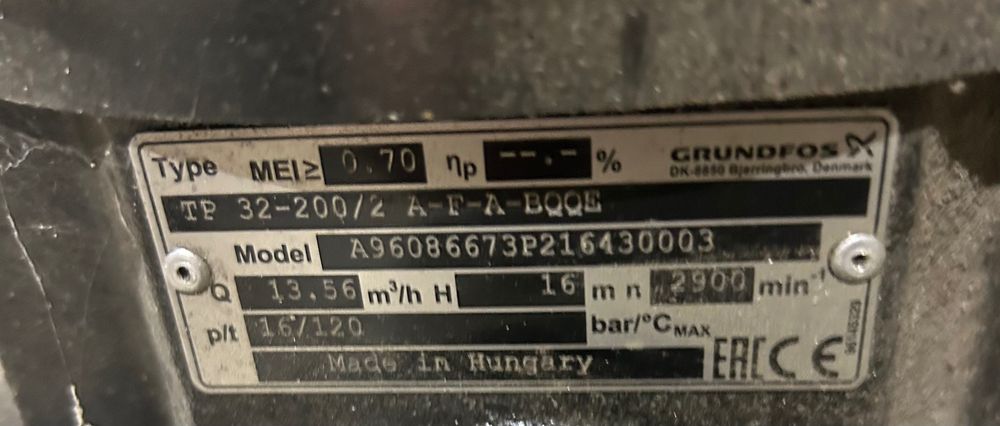 Type MEI≥ 0.70 ηp --.- % GRUNDFOS
DK-8850 Bjerringbro, Denmark
TP 32-200/2 A-F-A-BQQE
Model A96086673P216430003
Q 13.56 m³/h H 16 m n 2900 min⁻¹
p/t 16/120 bar/°C MAX
Made in Hungary EAC CE